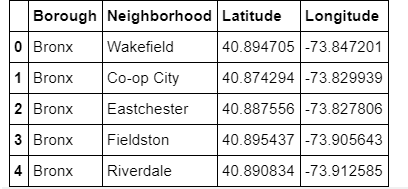 Borough Neighborhood Latitude Longitude
0 Bronx Wakefield 40.894705 -73.847201
1 Bronx Co-op City 40.874294 -73.829939
2 Bronx Eastchester 40.887556 -73.827806
3 Bronx Fieldston 40.895437 -73.905643
4 Bronx Riverdale 40.890834 -73.912585